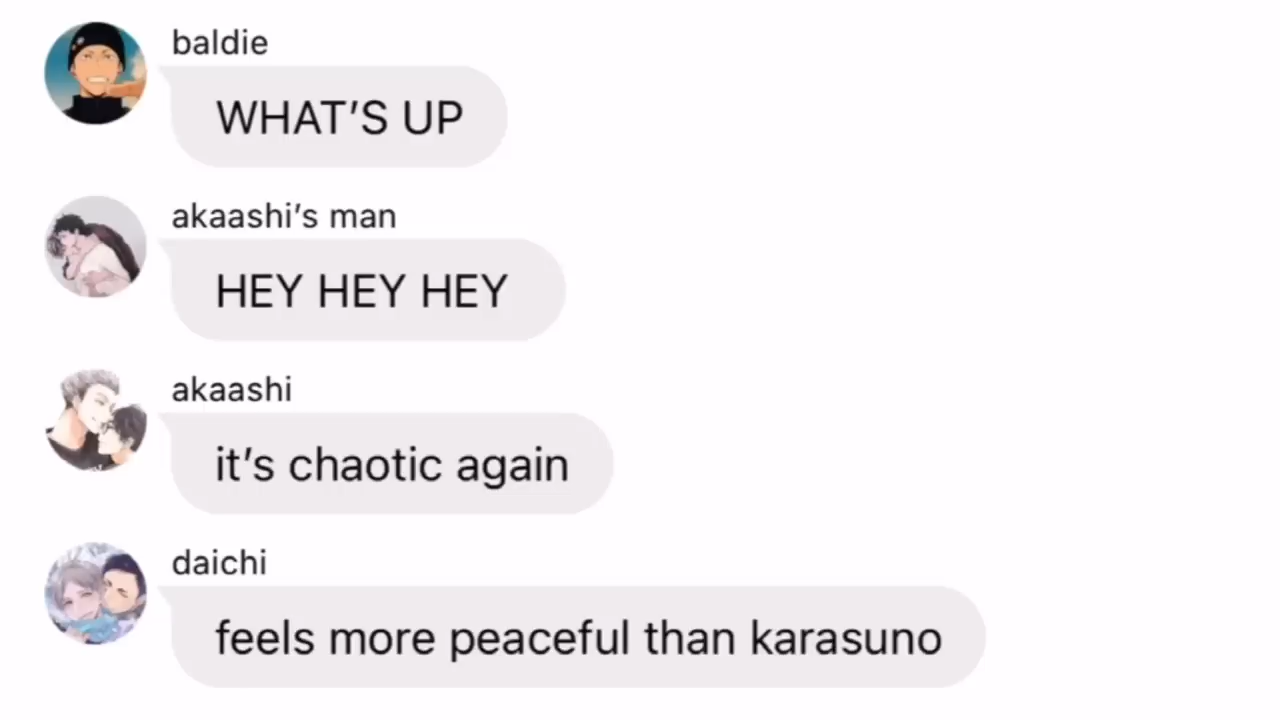 baldie
WHAT’S UP
akaashi’s man
HEY HEY HEY
akaashi
it’s chaotic again
daichi
feels more peaceful than karasuno